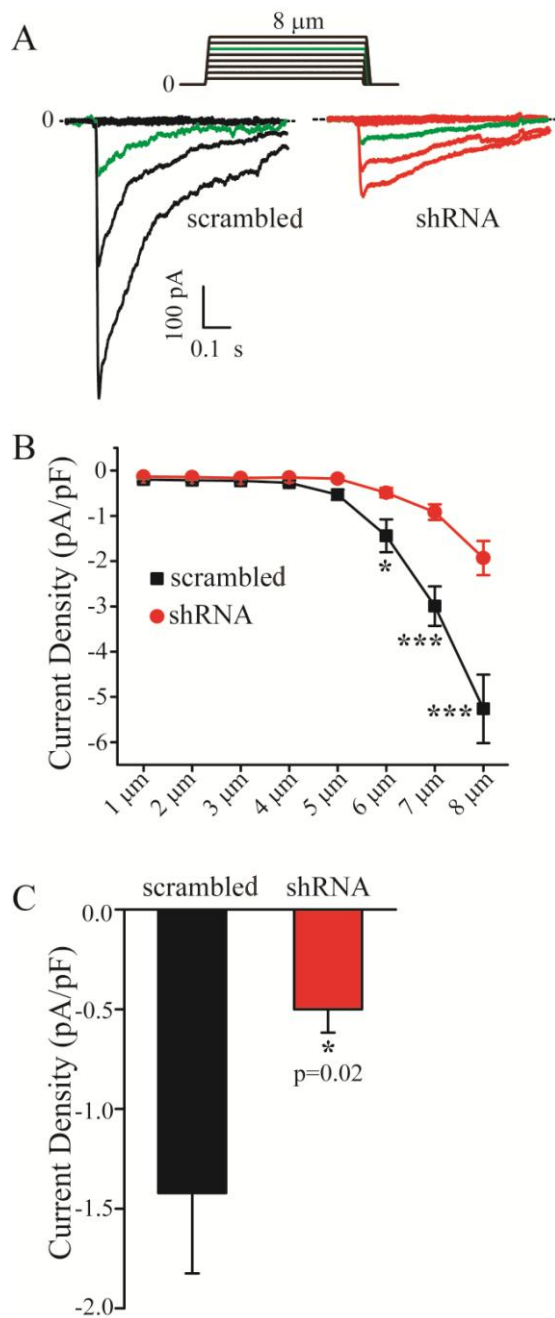 A
8 μm
0
0
scrambled
shRNA
100 pA
0.1 s
B
Current Density (pA/pF)
0
-1
-2
-3
-4
-5
-6
scrambled
shRNA
*
***
***
1 μm
2 μm
3 μm
4 μm
5 μm
6 μm
7 μm
8 μm
C
scrambled
shRNA
Current Density (pA/pF)
0.0
-0.5
-1.0
-1.5
-2.0
*
p=0.02